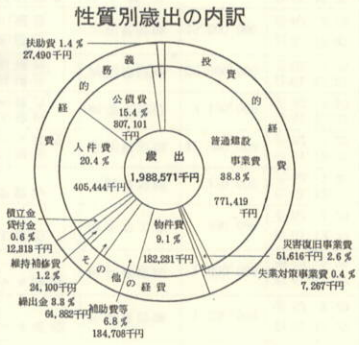 性質別歳出の内訳
扶助費 1.4%
27,490千円
義務的経費
投資的経費
公債費
15.4%
307,101
千円
人件費
20.4%
405,444千円
歳出
1,988,571千円
普通建設
事業費
38.8%
771,419
千円
物件費
9.1%
182,231千円
積立金
貸付金
0.6%
12,313千円
維持補修費
1.2%
24,100千円
繰出金 3.3%
64,882千円
その他の経費
補助費等
6.8%
134,708千円
災害復旧事業費
51,616千円 2.6%
失業対策事業費 0.4%
7,267千円